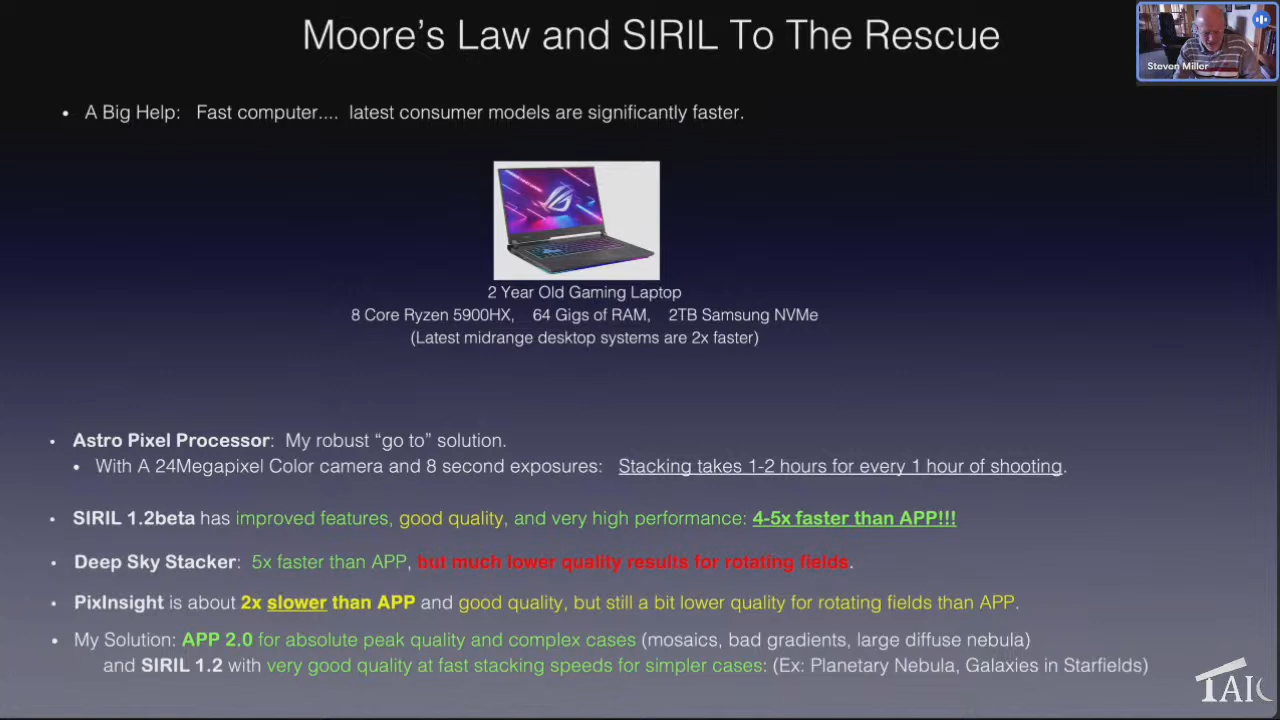 Moore's Law and SIRIL To The Rescue
Steven Miller
• A Big Help: Fast computer.... latest consumer models are significantly faster.
2 Year Old Gaming Laptop
8 Core Ryzen 5900HX, 64 Gigs of RAM, 2TB Samsung NVMe
(Latest midrange desktop systems are 2x faster)
• Astro Pixel Processor: My robust “go to” solution.
• With A 24Megapixel Color camera and 8 second exposures: Stacking takes 1-2 hours for every 1 hour of shooting.
• SIRIL 1.2beta has improved features, good quality, and very high performance: 4-5x faster than APP!!!
• Deep Sky Stacker: 5x faster than APP, but much lower quality results for rotating fields.
• PixInsight is about 2x slower than APP and good quality, but still a bit lower quality for rotating fields than APP.
• My Solution: APP 2.0 for absolute peak quality and complex cases (mosaics, bad gradients, large diffuse nebula)
and SIRIL 1.2 with very good quality at fast stacking speeds for simpler cases: (Ex: Planetary Nebula, Galaxies in Starfields)
TAIC